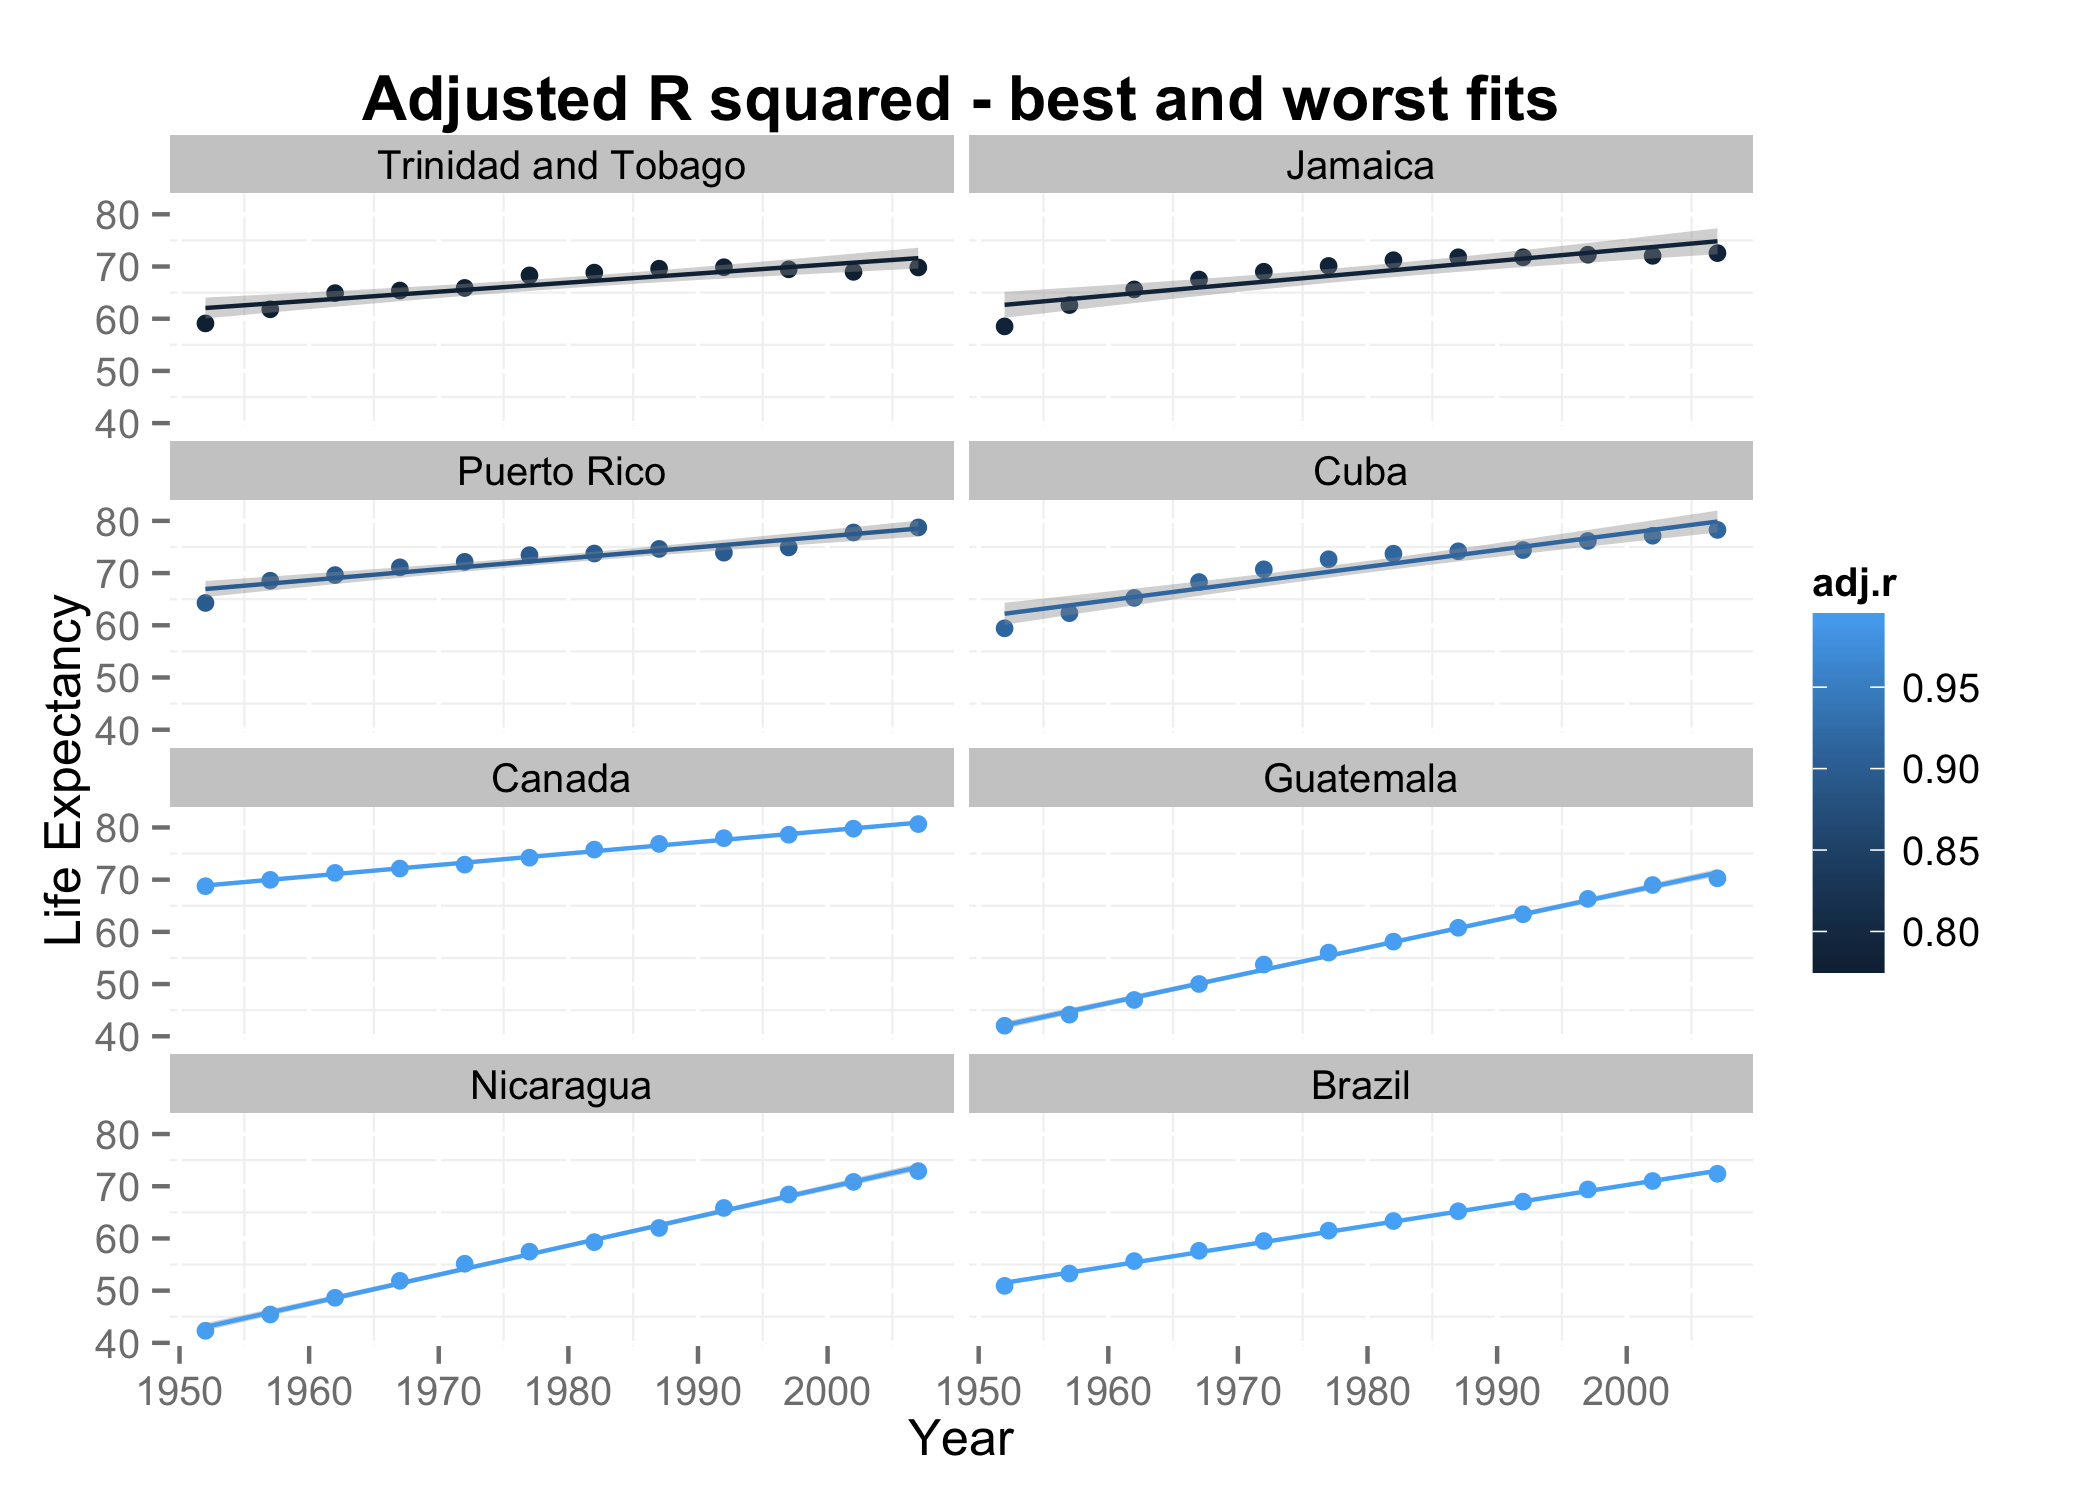 Adjusted R squared - best and worst fits
Trinidad and Tobago
Jamaica
80
70
60
50
40
Puerto Rico
Cuba
80
70
60
50
40
Canada
Guatemala
80
70
60
50
40
Nicaragua
Brazil
80
70
60
50
40
1950 1960 1970 1980 1990 2000
1950 1960 1970 1980 1990 2000
Year
Life Expectancy
adj.r
0.95
0.90
0.85
0.80